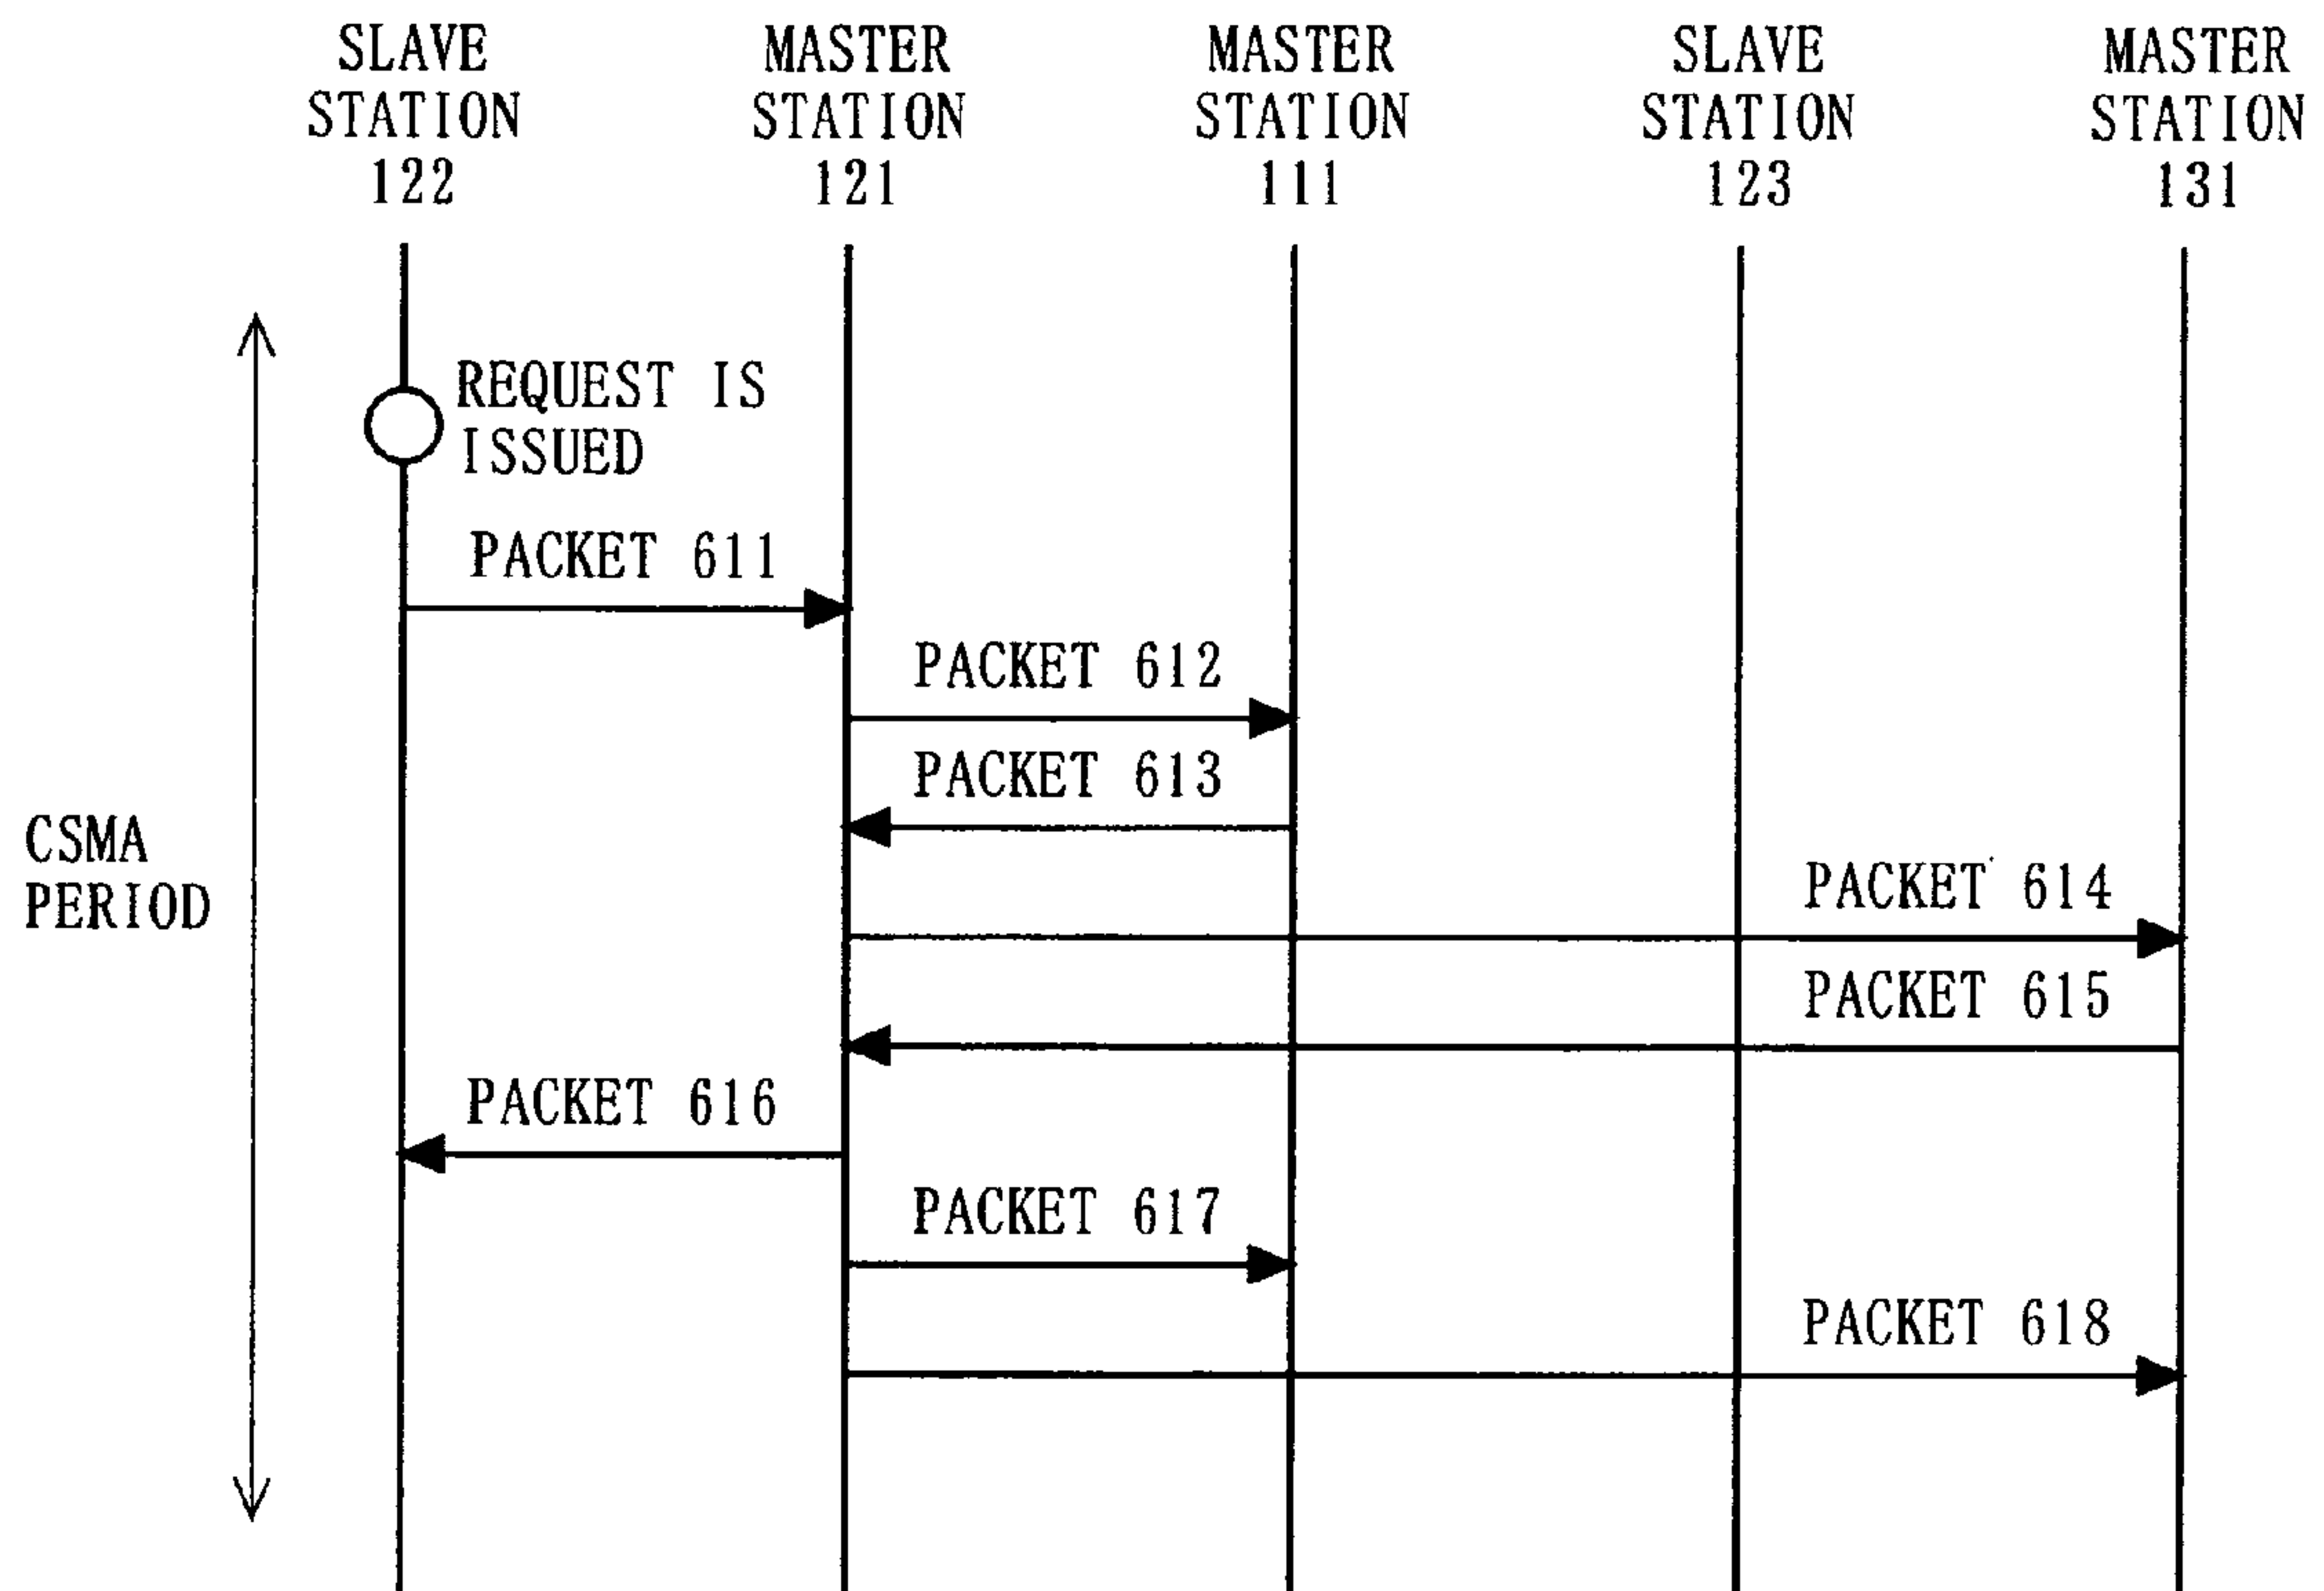 SLAVE
STATION
122
MASTER
STATION
121
MASTER
STATION
111
SLAVE
STATION
123
MASTER
STATION
131
REQUEST IS
ISSUED
PACKET 611
PACKET 612
PACKET 613
CSMA
PERIOD
PACKET 614
PACKET 615
PACKET 616
PACKET 617
PACKET 618